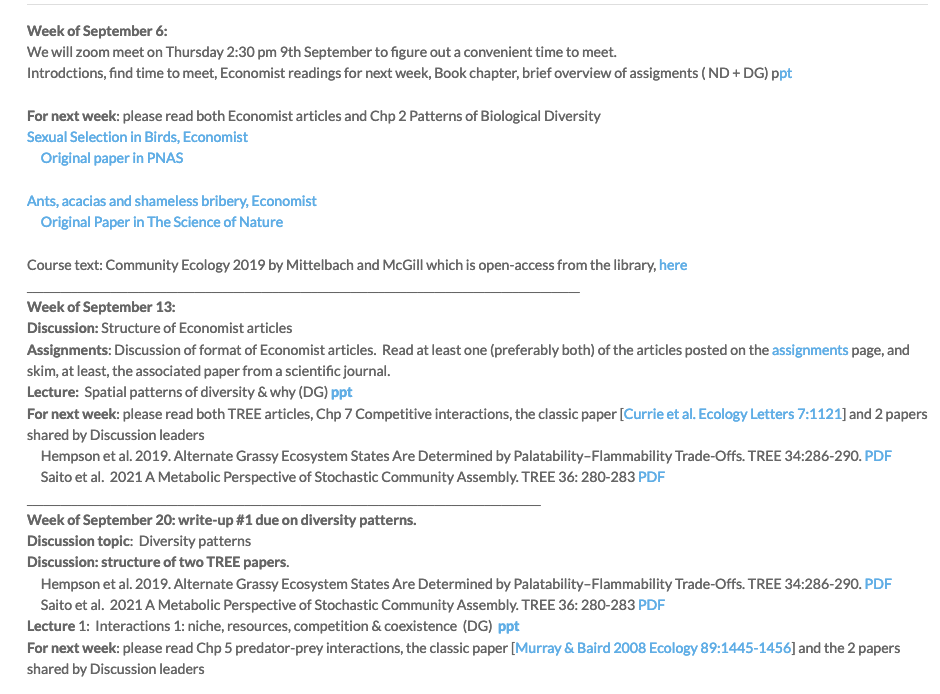 Week of September 6:
We will zoom meet on Thursday 2:30 pm 9th September to figure out a convenient time to meet.
Introdctions, find time to meet, Economist readings for next week, Book chapter, brief overview of assigments ( ND + DG) ppt
For next week: please read both Economist articles and Chp 2 Patterns of Biological Diversity
Sexual Selection in Birds, Economist
Original paper in PNAS
Ants, acacias and shameless bribery, Economist
Original Paper in The Science of Nature
Course text: Community Ecology 2019 by Mittelbach and McGill which is open-access from the library, here
Week of September 13:
Discussion: Structure of Economist articles
Assignments: Discussion of format of Economist articles.  Read at least one (preferably both) of the articles posted on the assignments page, and
skim, at least, the associated paper from a scientific journal.
Lecture:  Spatial patterns of diversity & why (DG) ppt
For next week: please read both TREE articles, Chp 7 Competitive interactions, the classic paper [Currie et al. Ecology Letters 7:1121] and 2 papers
shared by Discussion leaders
Hempson et al. 2019. Alternate Grassy Ecosystem States Are Determined by Palatability–Flammability Trade-Offs. TREE 34:286-290. PDF
Saito et al.  2021 A Metabolic Perspective of Stochastic Community Assembly. TREE 36: 280-283 PDF
Week of September 20: write-up #1 due on diversity patterns.
Discussion topic:  Diversity patterns
Discussion: structure of two TREE papers.
Hempson et al. 2019. Alternate Grassy Ecosystem States Are Determined by Palatability–Flammability Trade-Offs. TREE 34:286-290. PDF
Saito et al.  2021 A Metabolic Perspective of Stochastic Community Assembly. TREE 36: 280-283 PDF
Lecture 1:  Interactions 1: niche, resources, competition & coexistence  (DG)  ppt
For next week: please read Chp 5 predator-prey interactions, the classic paper [Murray & Baird 2008 Ecology 89:1445-1456] and the 2 papers
shared by Discussion leaders